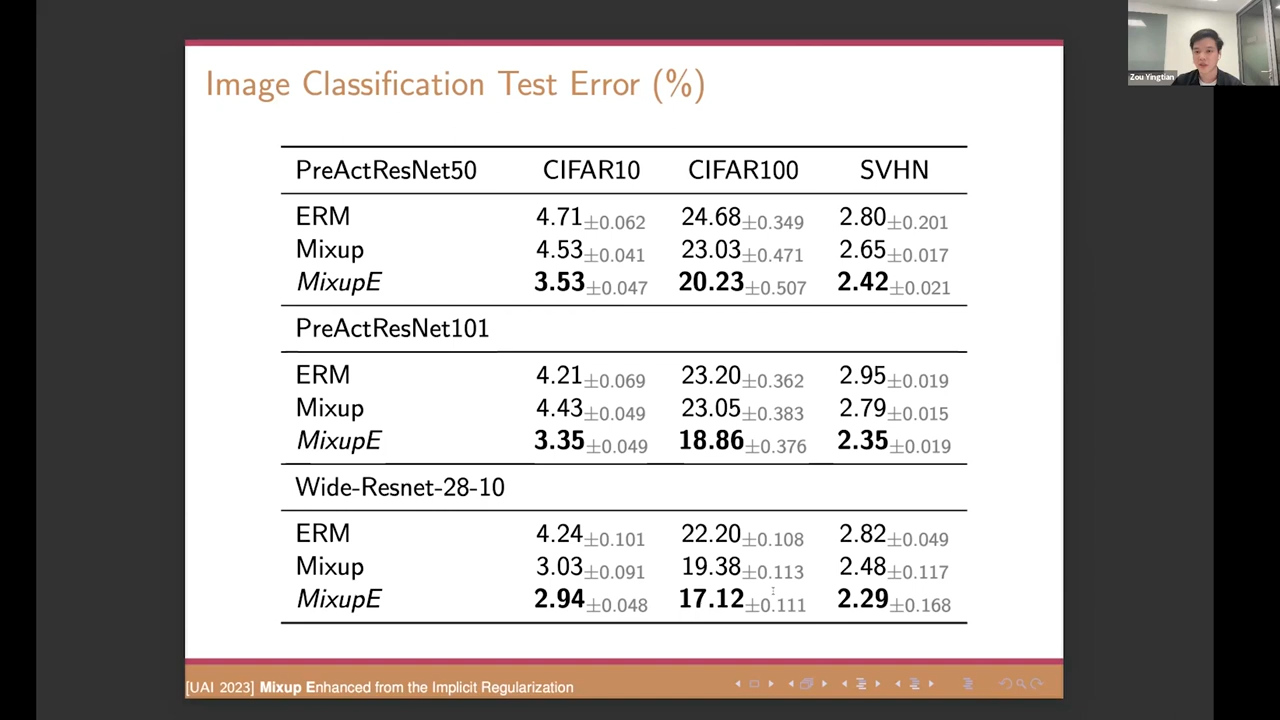 Zou Yingtian
Image Classification Test Error (%)
PreActResNet50 CIFAR10 CIFAR100 SVHN
ERM 4.71±0.062 24.68±0.349 2.80±0.201
Mixup 4.53±0.041 23.03±0.471 2.65±0.017
MixupE 3.53±0.047 20.23±0.507 2.42±0.021
PreActResNet101
ERM 4.21±0.069 23.20±0.362 2.95±0.019
Mixup 4.43±0.049 23.05±0.383 2.79±0.015
MixupE 3.35±0.049 18.86±0.376 2.35±0.019
Wide-Resnet-28-10
ERM 4.24±0.101 22.20±0.108 2.82±0.049
Mixup 3.03±0.091 19.38±0.113 2.48±0.117
MixupE 2.94±0.048 17.12±0.111 2.29±0.168
[UAI 2023] Mixup Enhanced from the Implicit Regularization